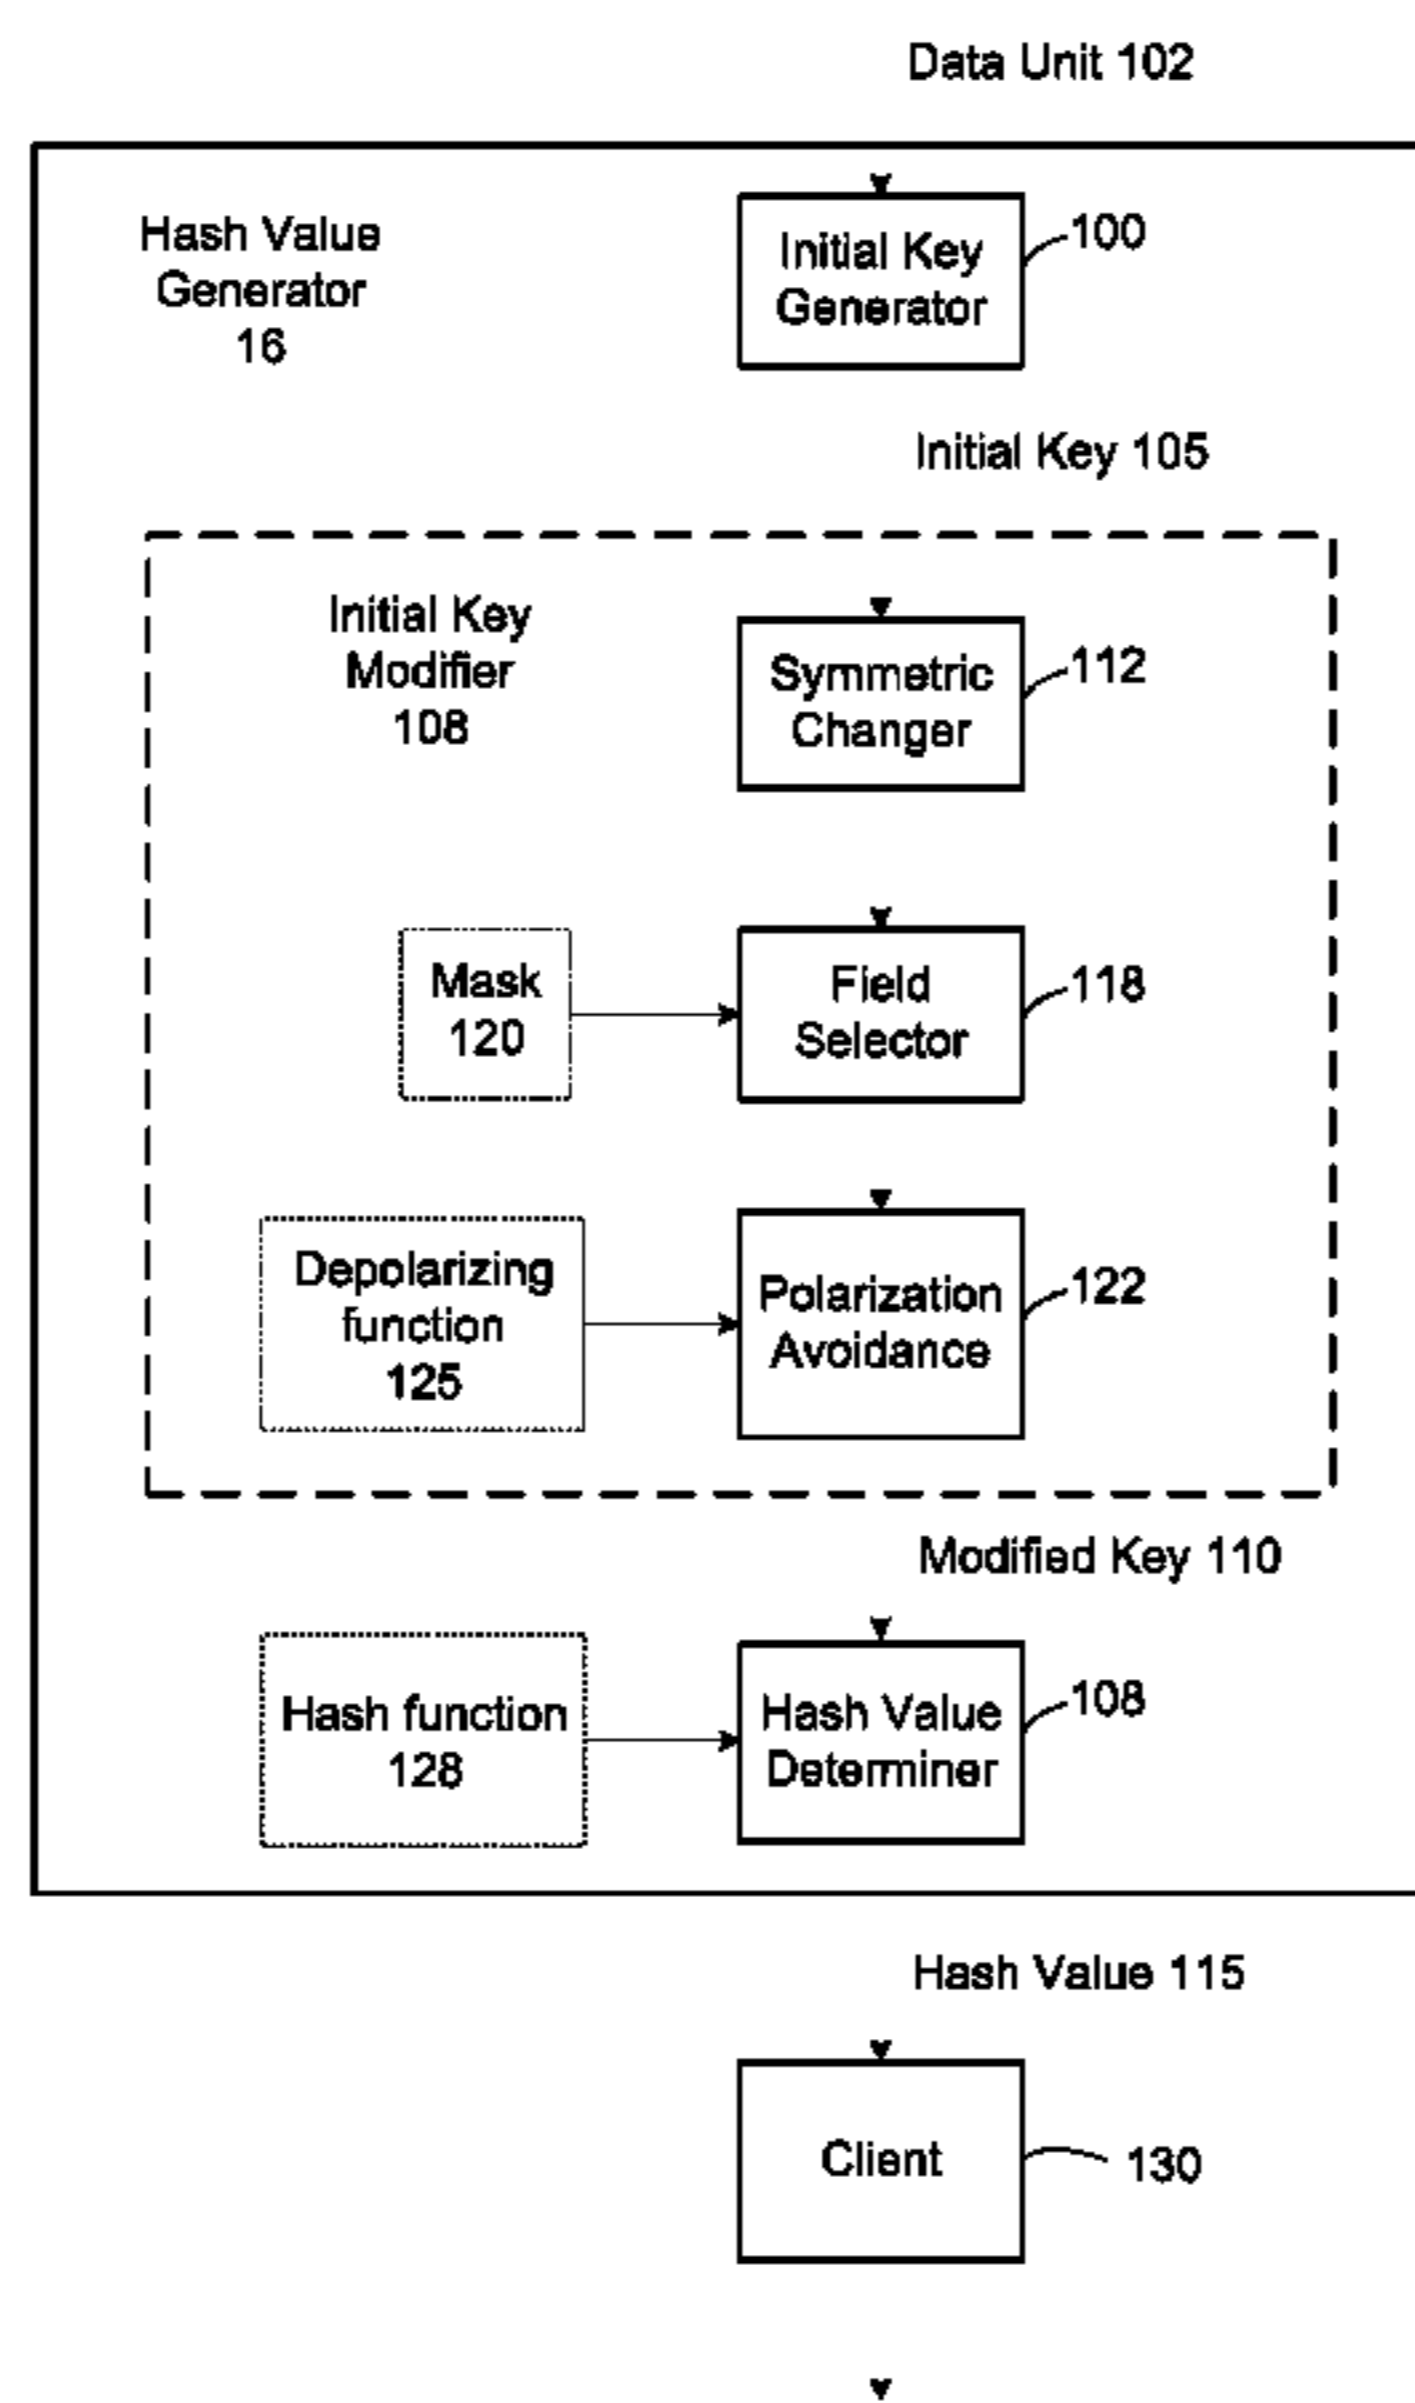 Data Unit 102
Hash Value
Generator
16
Initial Key
Generator
100
Initial Key 105
Initial Key
Modifier
108
Symmetric
Changer
112
Mask
120
Field
Selector
118
Depolarizing
function
125
Polarization
Avoidance
122
Modified Key 110
Hash function
128
Hash Value
Determiner
108
Hash Value 115
Client
130